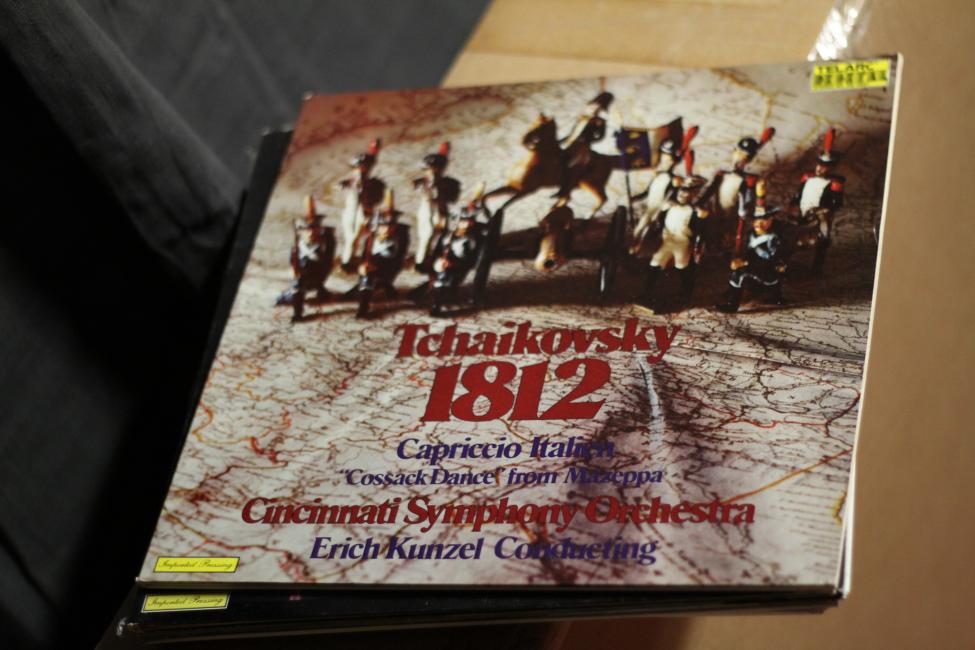 TELARC
DIGITAL
Tchaikovsky
1812
Capriccio Italien
"Cossack Dance" from Mazeppa
Cincinnati Symphony Orchestra
Erich Kunzel Conducting
Imported Pressing
Imported Pressing